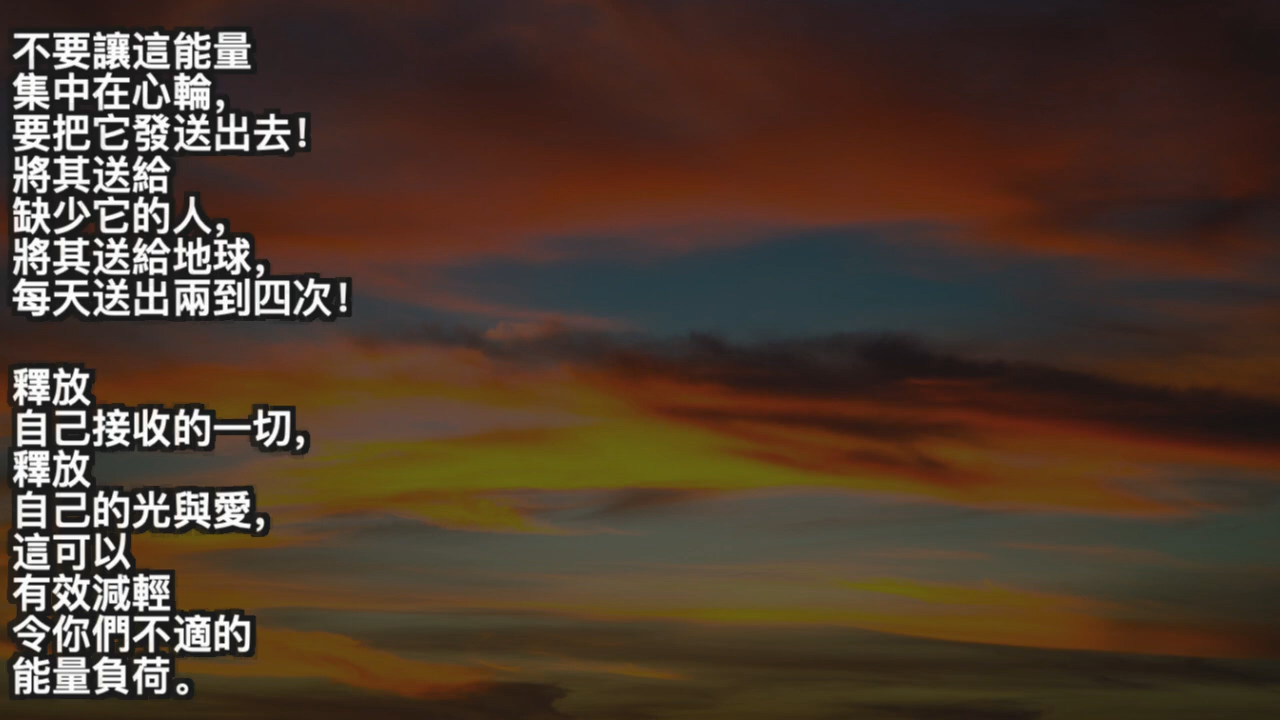 不要讓這能量
集中在心輪,
要把它發送出去!
將其送給
缺少它的人,
將其送給地球,
每天送出兩到四次!
釋放
自己接收的一切,
釋放
自己的光與愛,
這可以
有效減輕
令你們不適的
能量負荷。